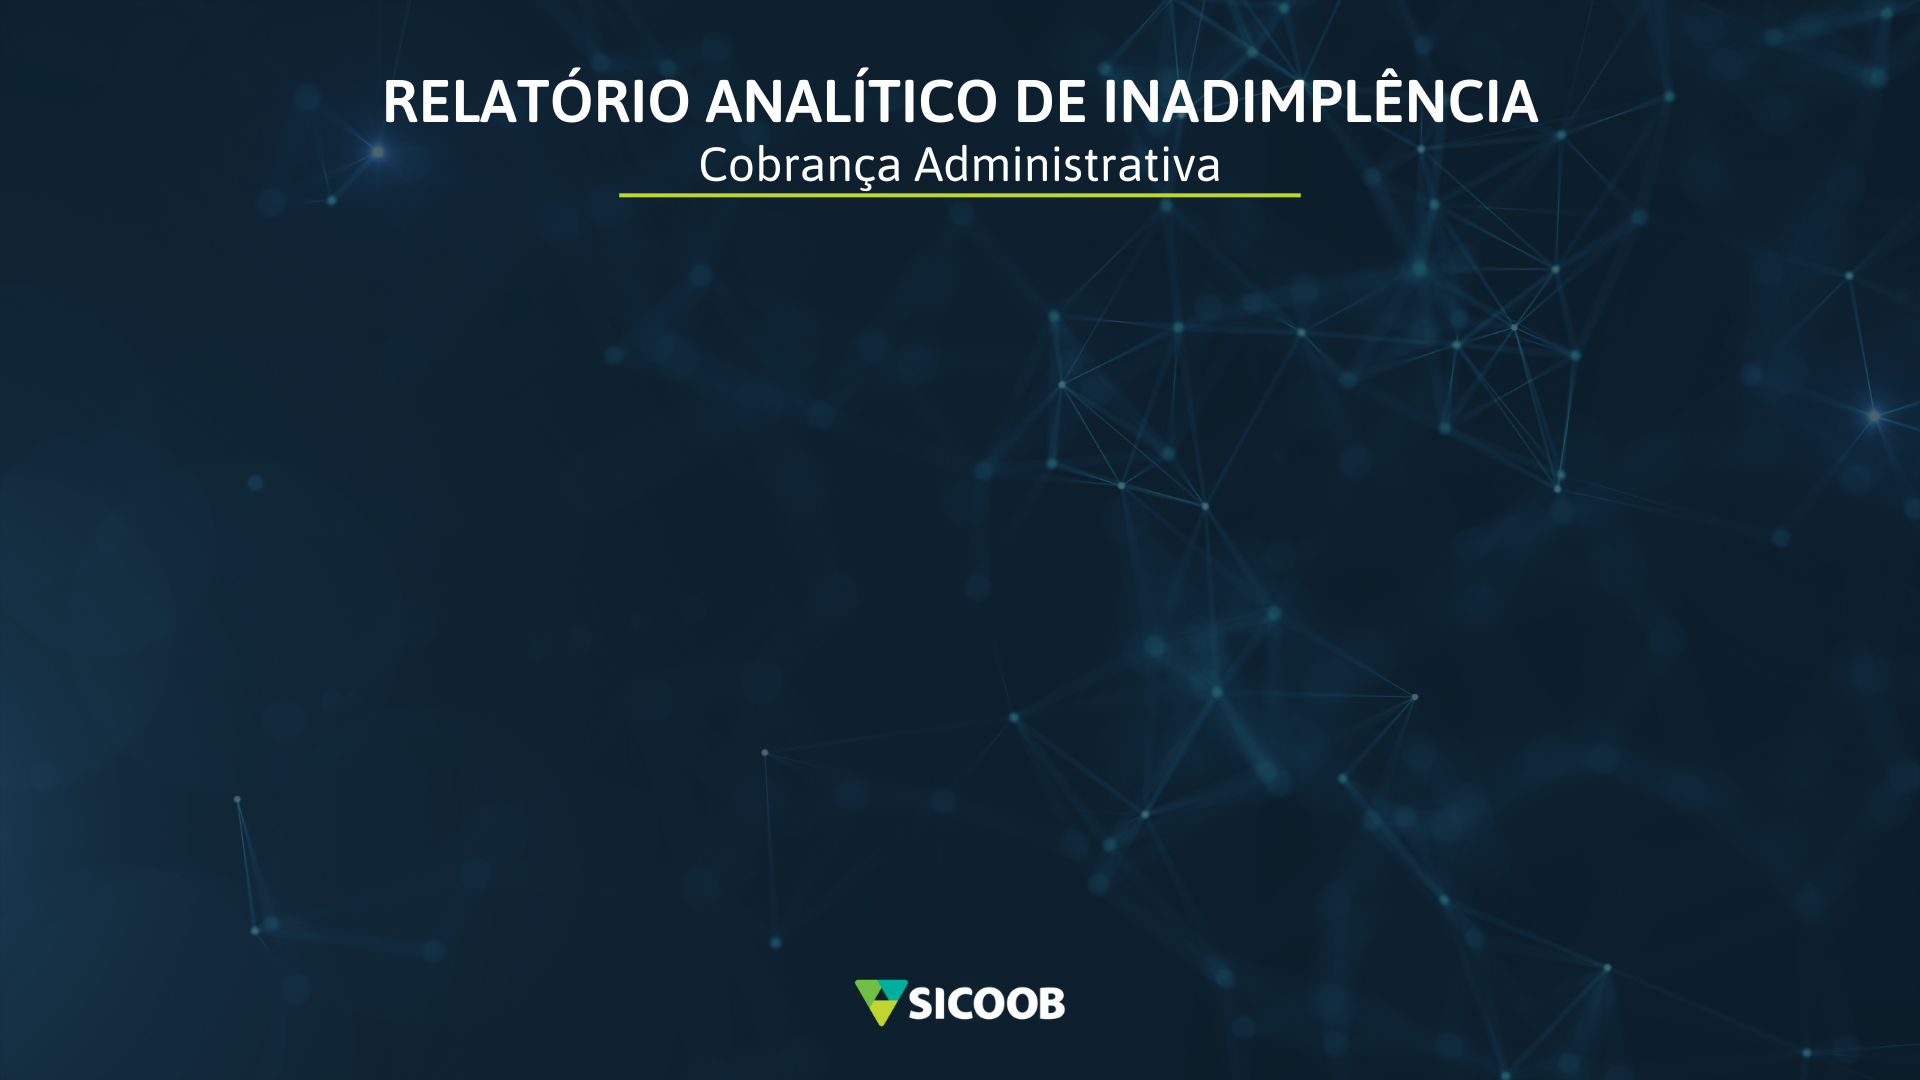 RELATÓRIO ANALÍTICO DE INADIMPLÊNCIA
Cobrança Administrativa
SICOOB